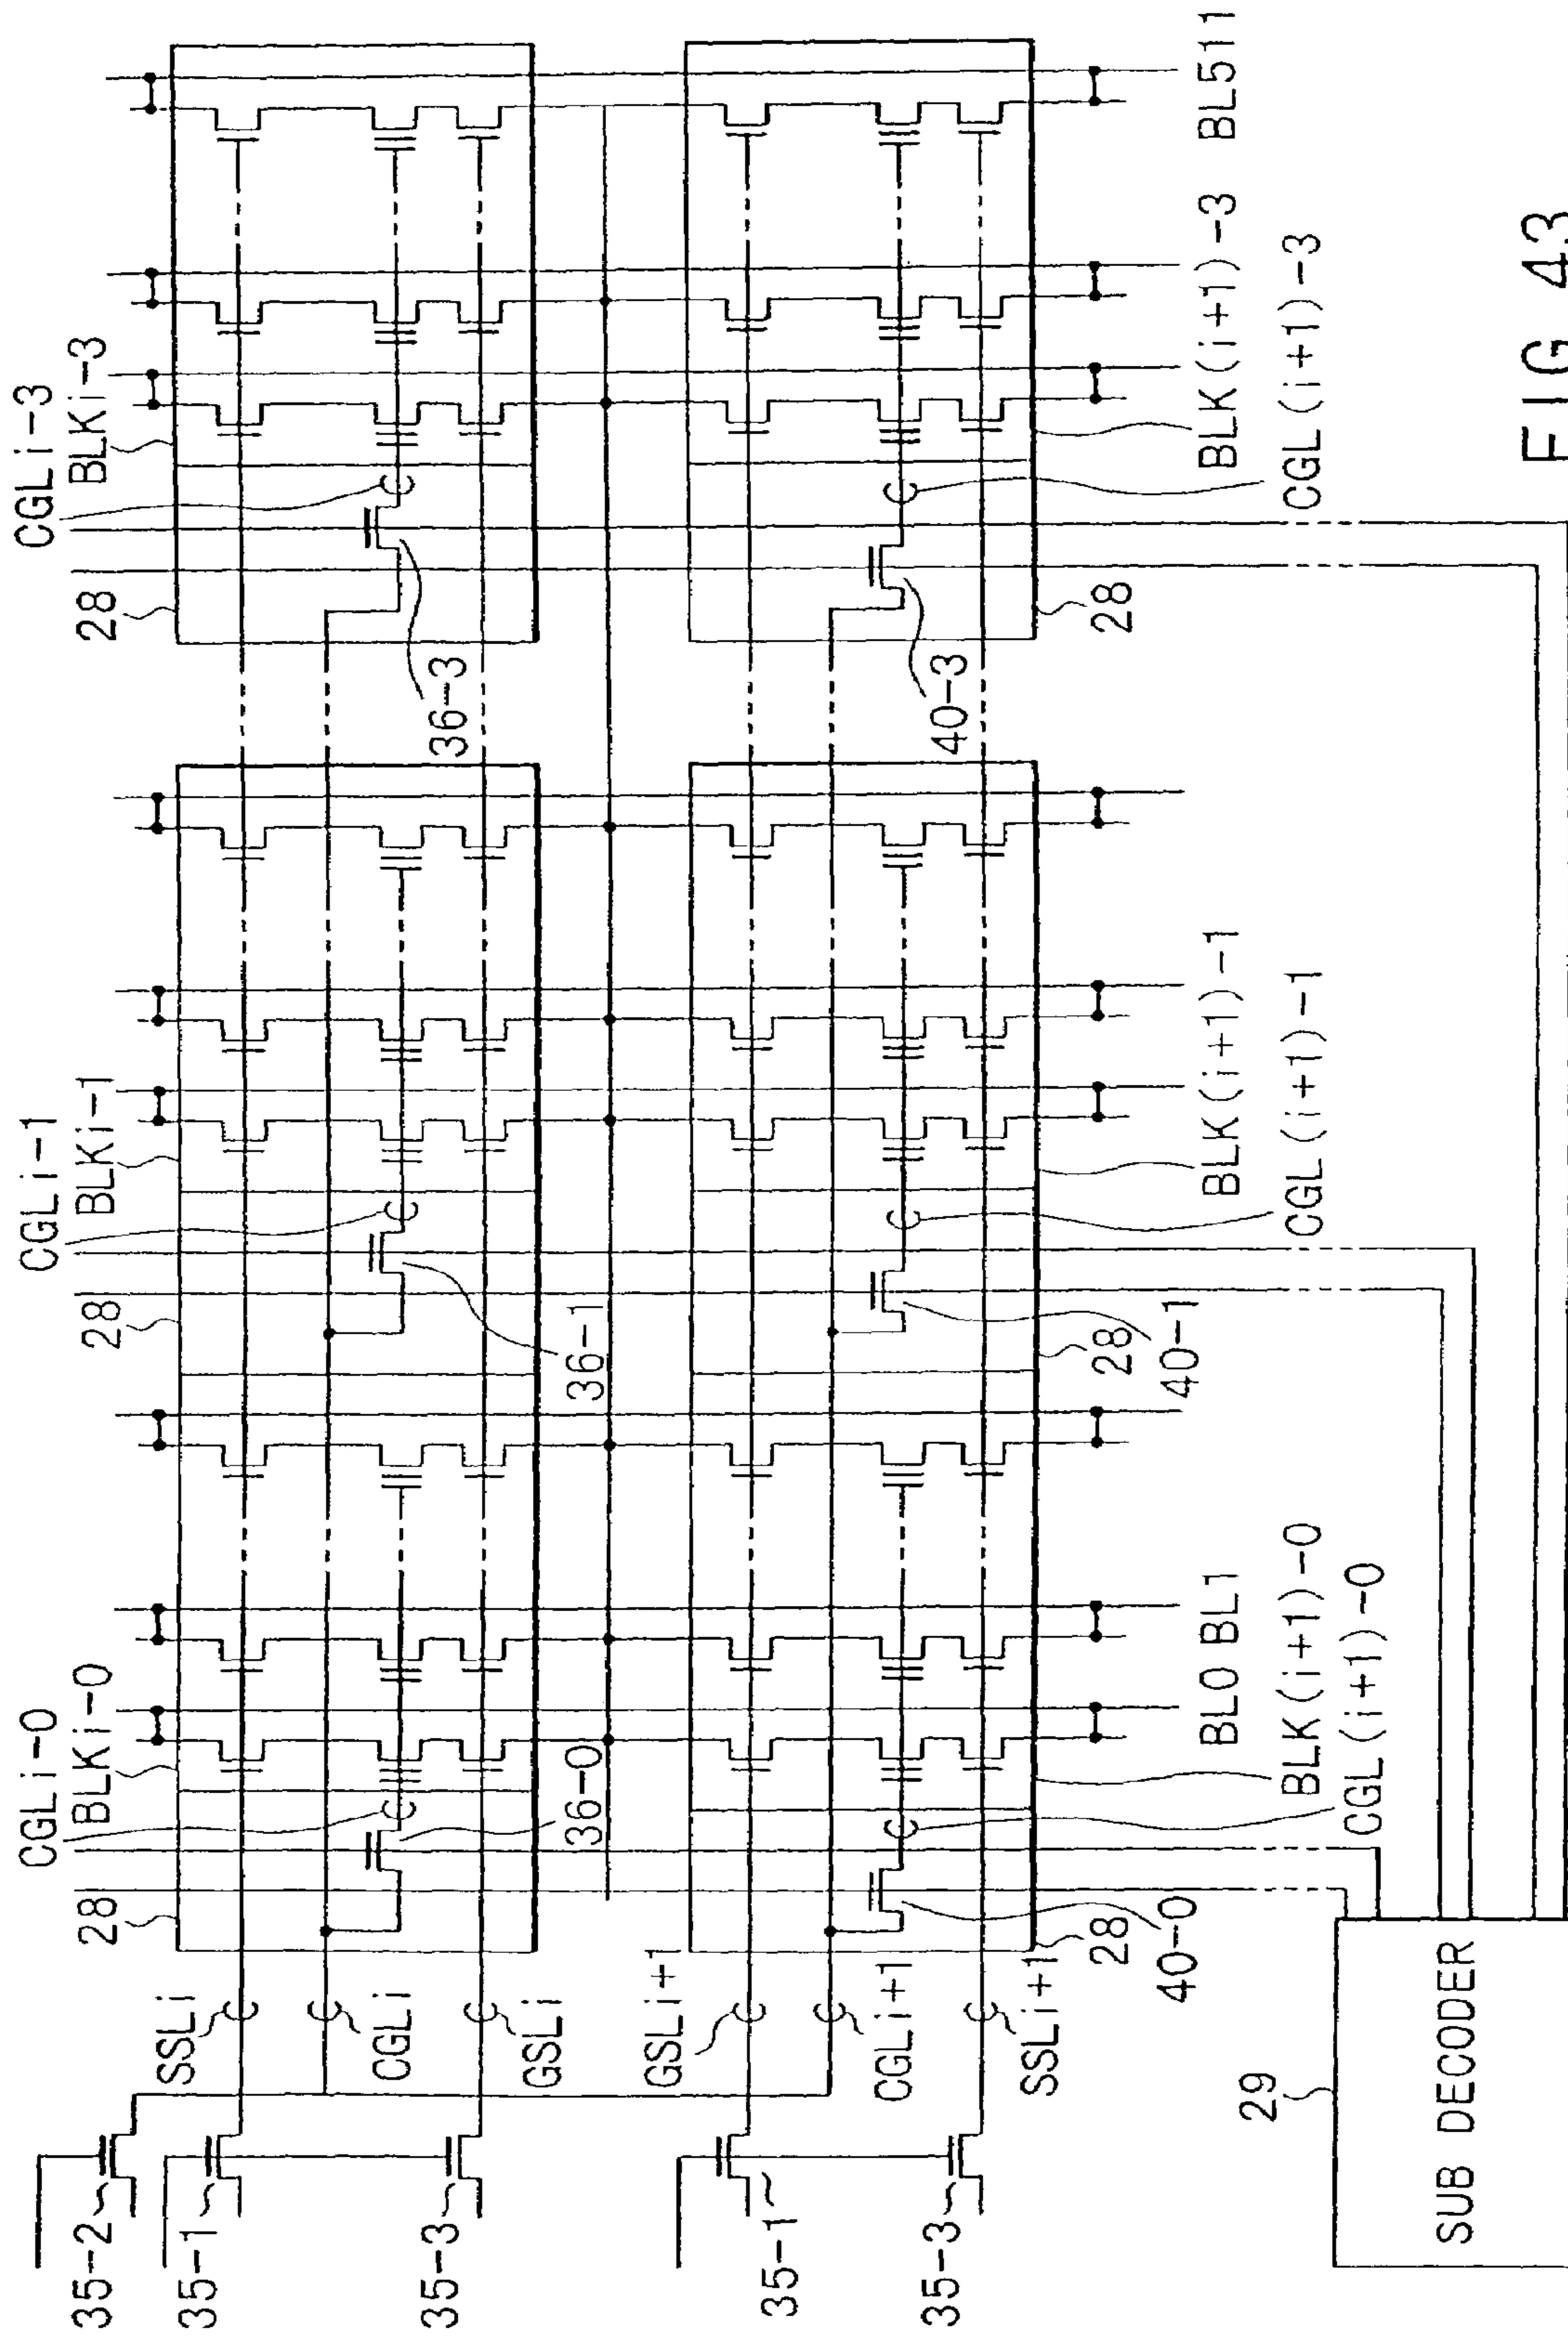 CGLi-0
BLKi-0
CGLi-1
BLKi-1
CGLi-3
BLKi-3
28
28
28
35-2
35-1
SSLi
CGLi
36-0
36-1
36-3
35-3
GSLi
35-1
GSLi+1
CGLi+1
40-3
35-3
SSLi+1
28
40-0
28
40-1
28
BL0 BL1
BLK(i+1)-0
CGL(i+1)-0
BLK(i+1)-1
CGL(i+1)-1
BLK(i+1)-3
BL511
CGL(i+1)-3
29
SUB DECODER
FIG. 43